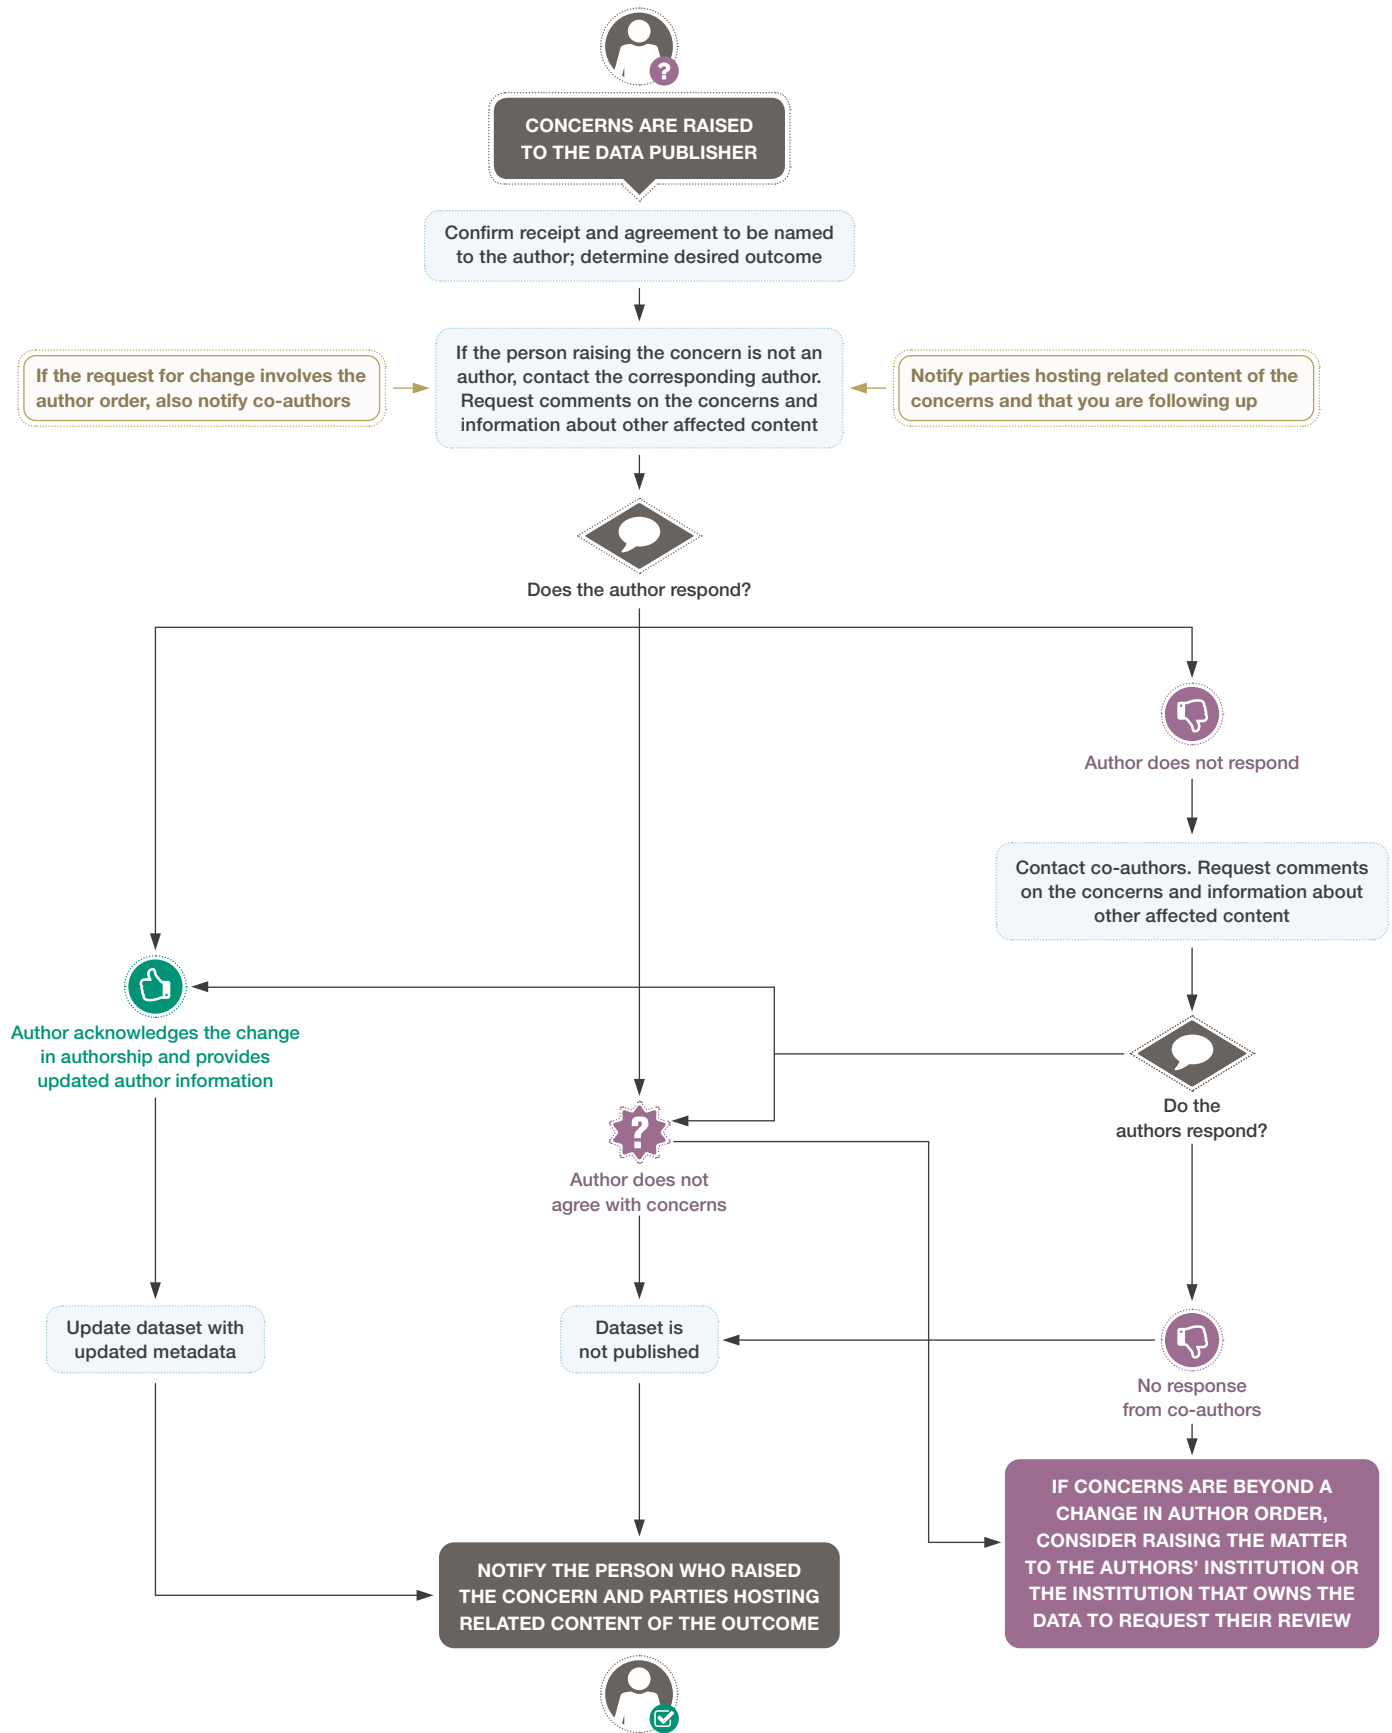 ?
CONCERNS ARE RAISED
TO THE DATA PUBLISHER
Confirm receipt and agreement to be named
to the author; determine desired outcome
If the request for change involves the
author order, also notify co-authors
If the person raising the concern is not an
author, contact the corresponding author.
Request comments on the concerns and
information about other affected content
Notify parties hosting related content of the
concerns and that you are following up
Does the author respond?
Author does not respond
Contact co-authors. Request comments
on the concerns and information about
other affected content
Author acknowledges the change
in authorship and provides
updated author information
Do the
authors respond?
?
Author does not
agree with concerns
Update dataset with
updated metadata
Dataset is
not published
No response
from co-authors
IF CONCERNS ARE BEYOND A
CHANGE IN AUTHOR ORDER,
CONSIDER RAISING THE MATTER
TO THE AUTHORS’ INSTITUTION OR
THE INSTITUTION THAT OWNS THE
DATA TO REQUEST THEIR REVIEW
NOTIFY THE PERSON WHO RAISED
THE CONCERN AND PARTIES HOSTING
RELATED CONTENT OF THE OUTCOME